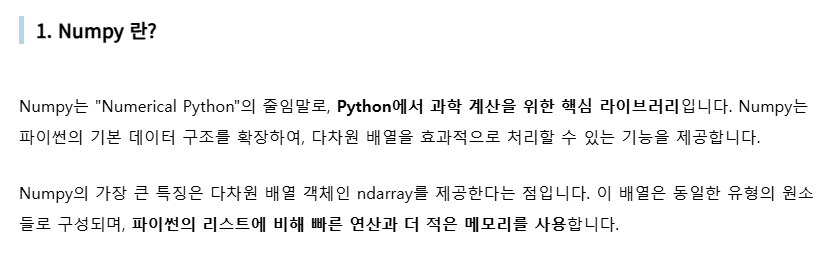 1. Numpy 란?
Numpy는 "Numerical Python"의 줄임말로, Python에서 과학 계산을 위한 핵심 라이브러리입니다. Numpy는
파이썬의 기본 데이터 구조를 확장하여, 다차원 배열을 효과적으로 처리할 수 있는 기능을 제공합니다.
Numpy의 가장 큰 특징은 다차원 배열 객체인 ndarray를 제공한다는 점입니다. 이 배열은 동일한 유형의 원소
들로 구성되며, 파이썬의 리스트에 비해 빠른 연산과 더 적은 메모리를 사용합니다.